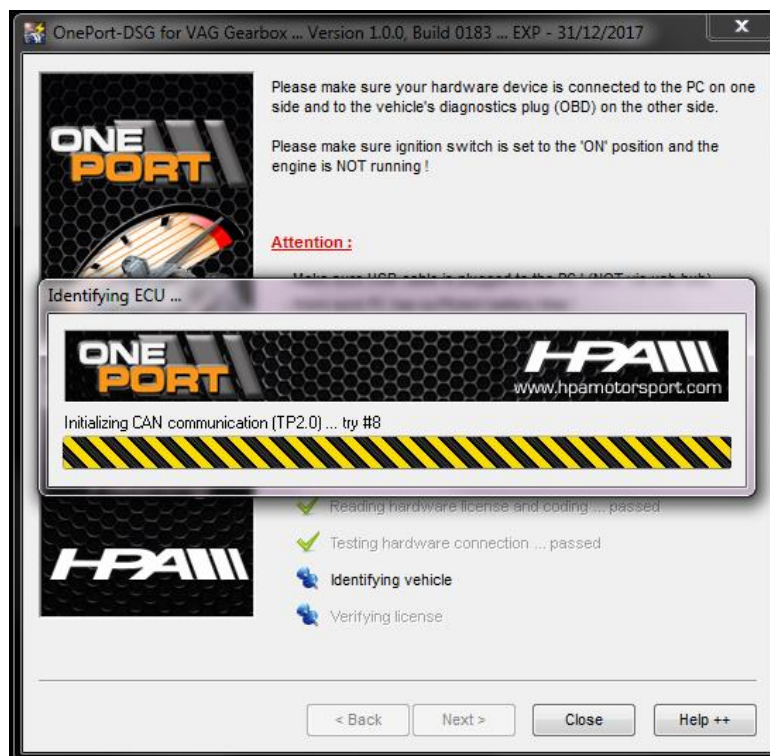 OnePort-DSG for VAG Gearbox ... Version 1.0.0, Build 0183 ... EXP - 31/12/2017
X
Please make sure your hardware device is connected to the PC on one
side and to the vehicle's diagnostics plug (OBD) on the other side.
Please make sure ignition switch is set to the 'ON' position and the
engine is NOT running !
ONE
PORT
Attention :
Identifying ECU ...
ONE
PORT
HPA
www.hpamotorsport.com
Initializing CAN communication (TP2.0) ... try #8
Reading hardware license and coding ... passed
Testing hardware connection ... passed
HPA
Identifying vehicle
Verifying license
< Back
Next >
Close
Help ++